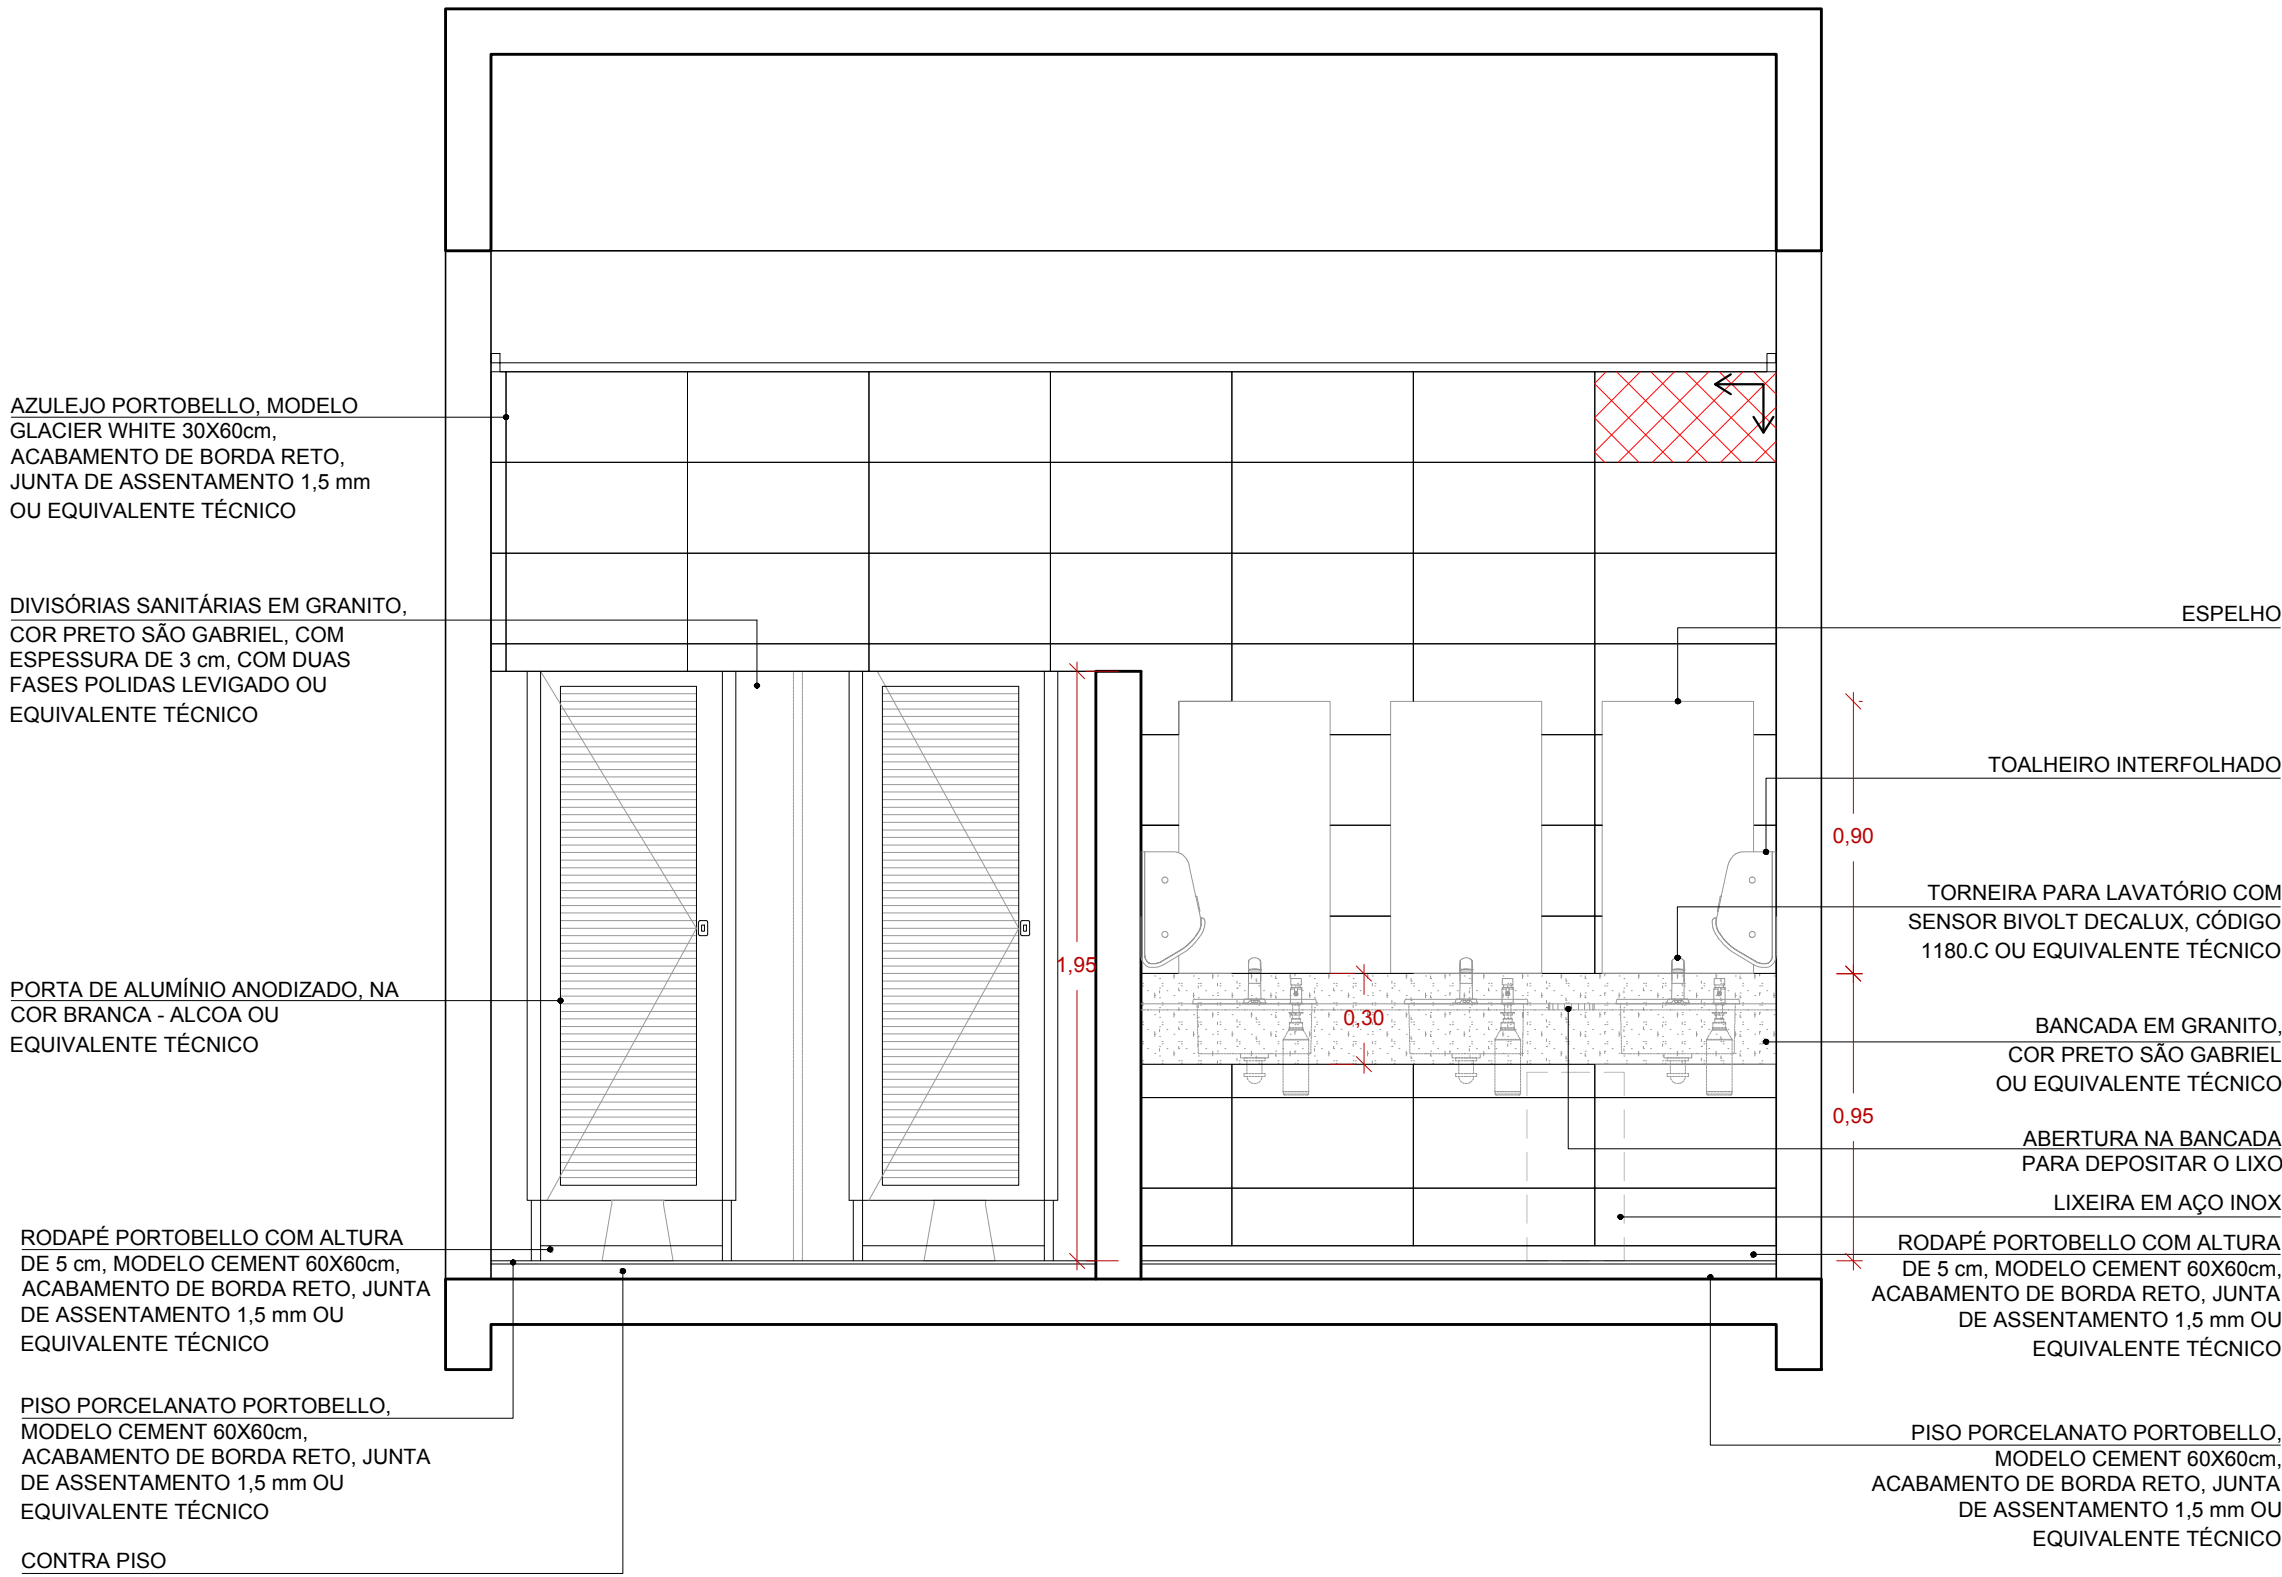 AZULEJO PORTOBELLO, MODELO
GLACIER WHITE 30X60cm,
ACABAMENTO DE BORDA RETO,
JUNTA DE ASSENTAMENTO 1,5 mm
OU EQUIVALENTE TÉCNICO
DIVISÓRIAS SANITÁRIAS EM GRANITO,
COR PRETO SÃO GABRIEL, COM
ESPESSURA DE 3 cm, COM DUAS
FASES POLIDAS LEVIGADO OU
EQUIVALENTE TÉCNICO
PORTA DE ALUMÍNIO ANODIZADO, NA
COR BRANCA - ALCOA OU
EQUIVALENTE TÉCNICO
RODAPÉ PORTOBELLO COM ALTURA
DE 5 cm, MODELO CEMENT 60X60cm,
ACABAMENTO DE BORDA RETO, JUNTA
DE ASSENTAMENTO 1,5 mm OU
EQUIVALENTE TÉCNICO
PISO PORCELANATO PORTOBELLO,
MODELO CEMENT 60X60cm,
ACABAMENTO DE BORDA RETO, JUNTA
DE ASSENTAMENTO 1,5 mm OU
EQUIVALENTE TÉCNICO
CONTRA PISO
1,95
0,30
0,90
0,95
ESPELHO
TOALHEIRO INTERFOLHADO
TORNEIRA PARA LAVATÓRIO COM
SENSOR BIVOLT DECALUX, CÓDIGO
1180.C OU EQUIVALENTE TÉCNICO
BANCADA EM GRANITO,
COR PRETO SÃO GABRIEL
OU EQUIVALENTE TÉCNICO
ABERTURA NA BANCADA
PARA DEPOSITAR O LIXO
LIXEIRA EM AÇO INOX
RODAPÉ PORTOBELLO COM ALTURA
DE 5 cm, MODELO CEMENT 60X60cm,
ACABAMENTO DE BORDA RETO, JUNTA
DE ASSENTAMENTO 1,5 mm OU
EQUIVALENTE TÉCNICO
PISO PORCELANATO PORTOBELLO,
MODELO CEMENT 60X60cm,
ACABAMENTO DE BORDA RETO, JUNTA
DE ASSENTAMENTO 1,5 mm OU
EQUIVALENTE TÉCNICO